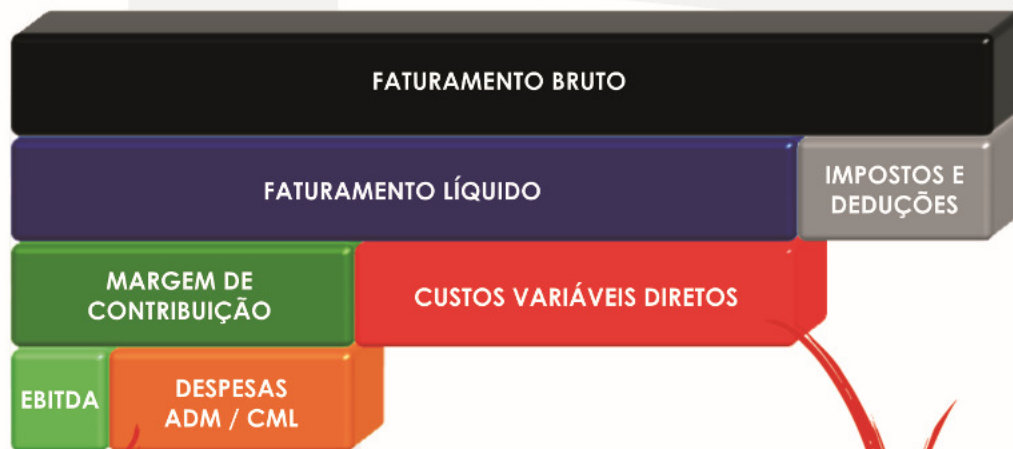 FATURAMENTO BRUTO
FATURAMENTO LÍQUIDO
IMPOSTOS E
DEDUÇÕES
MARGEM DE
CONTRIBUIÇÃO
CUSTOS VARIÁVEIS DIRETOS
EBITDA
DESPESAS
ADM / CML